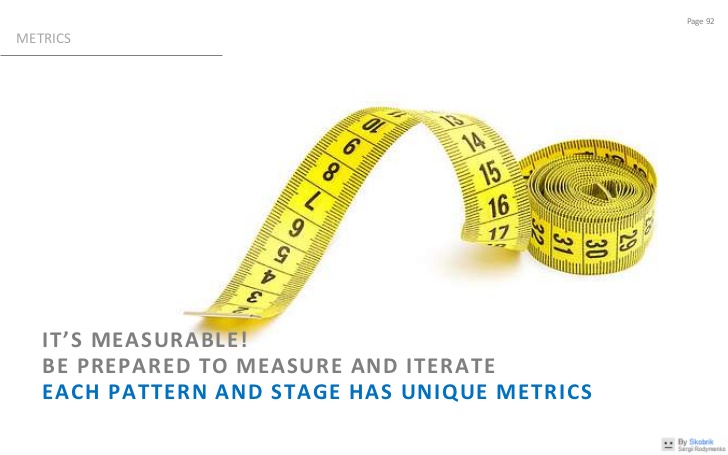 Page 92
METRICS
10
11
13
9
14
8
15
7
16
6
17
5
4
3
2
32
31
30
29
IT'S MEASURABLE!
BE PREPARED TO MEASURE AND ITERATE
EACH PATTERN AND STAGE HAS UNIQUE METRICS
By Skobrik
Sergii Rodymenko